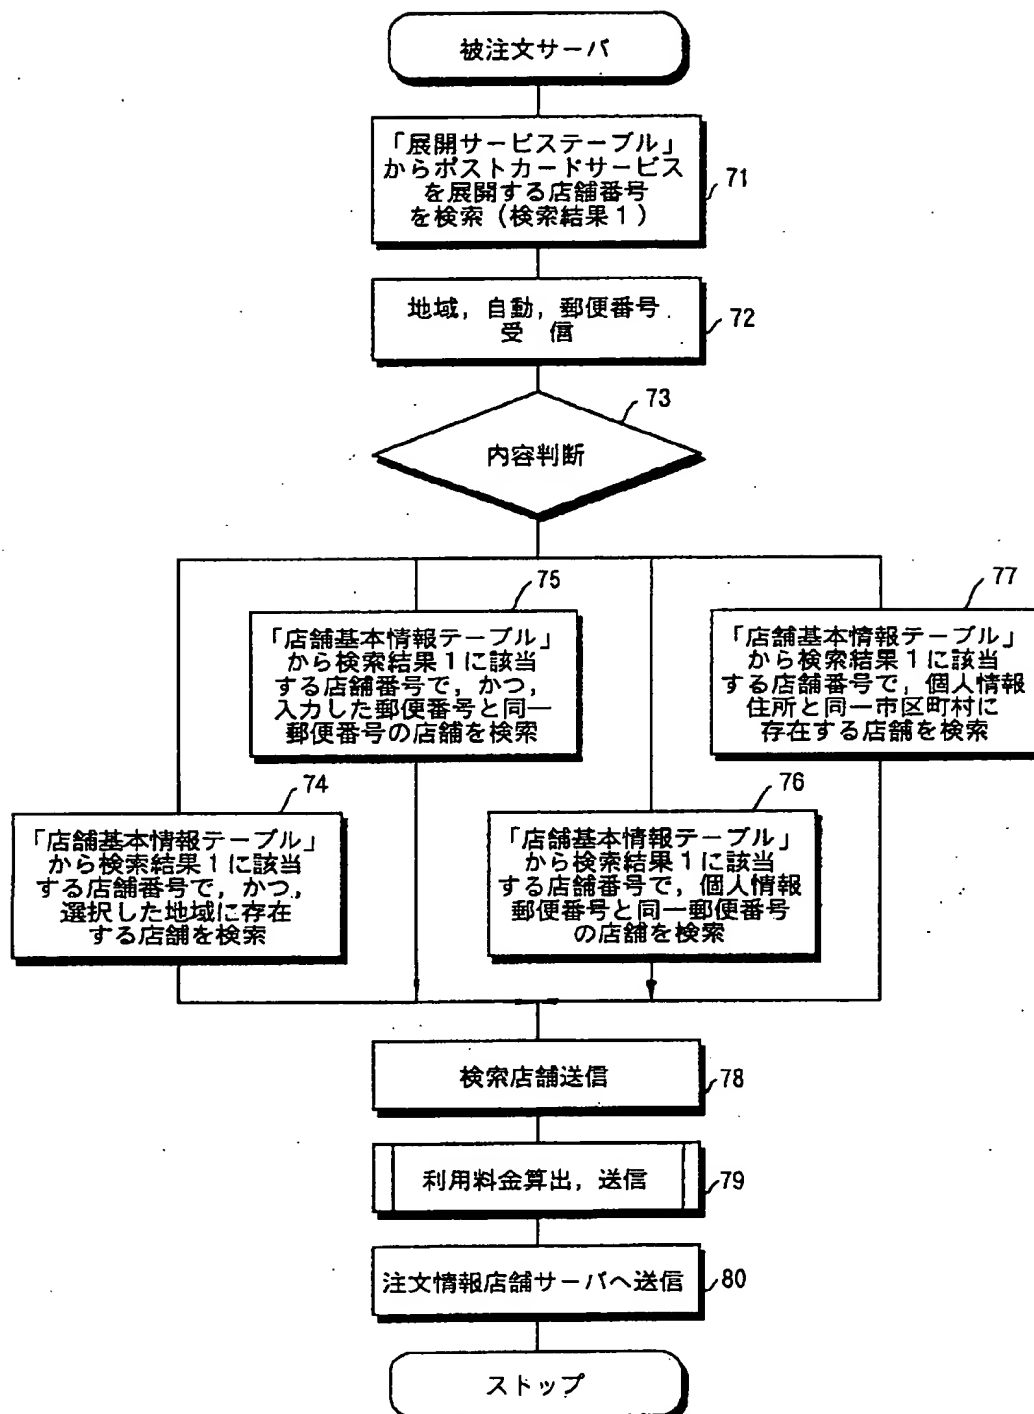 被注文サーバ
「展開サービステーブル」
からポストカードサービス
を展開する店舗番号
を検索(検索結果1)
71
地域,自動,郵便番号
受 信
72
73
内容判断
75
「店舗基本情報テーブル」
から検索結果1に該当
する店舗番号で,かつ,
入力した郵便番号と同一
郵便番号の店舗を検索
77
「店舗基本情報テーブル」
から検索結果1に該当
する店舗番号で,個人情報
住所と同一市区町村に
存在する店舗を検索
74
「店舗基本情報テーブル」
から検索結果1に該当
する店舗番号で,かつ,
選択した地域に存在
する店舗を検索
76
「店舗基本情報テーブル」
から検索結果1に該当
する店舗番号で,個人情報
郵便番号と同一郵便番号
の店舗を検索
検索店舗送信
78
利用料金算出,送信
79
注文情報店舗サーバへ送信
80
ストップ